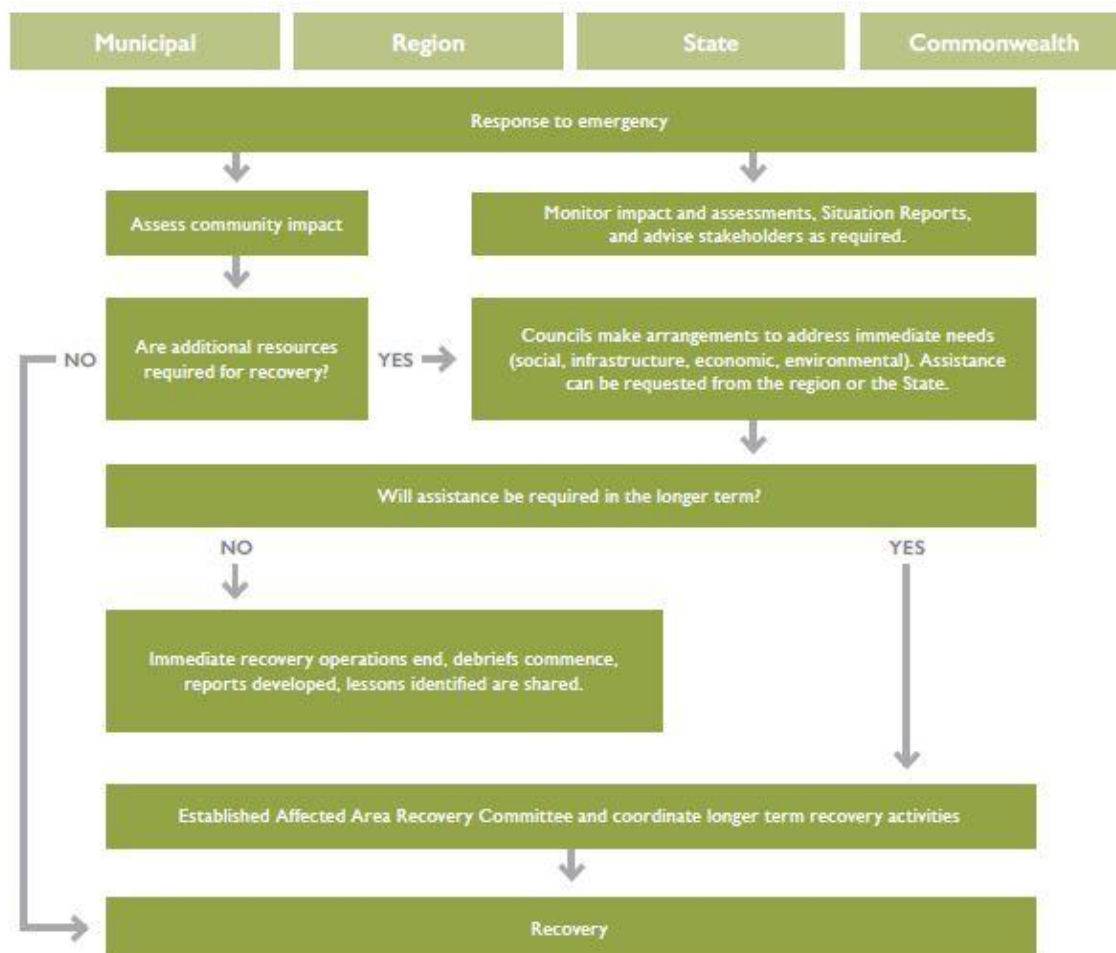 Municipal
Region
State
Commonwealth
Response to emergency
Assess community impact
Monitor impact and assessments, Situation Reports,
and advise stakeholders as required.
NO
Are additional resources
required for recovery?
YES
Councils make arrangements to address immediate needs
(social, infrastructure, economic, environmental). Assistance
can be requested from the region or the State.
Will assistance be required in the longer term?
NO
YES
Immediate recovery operations end, debriefs commence,
reports developed, lessons identified are shared.
Established Affected Area Recovery Committee and coordinate longer term recovery activities
Recovery